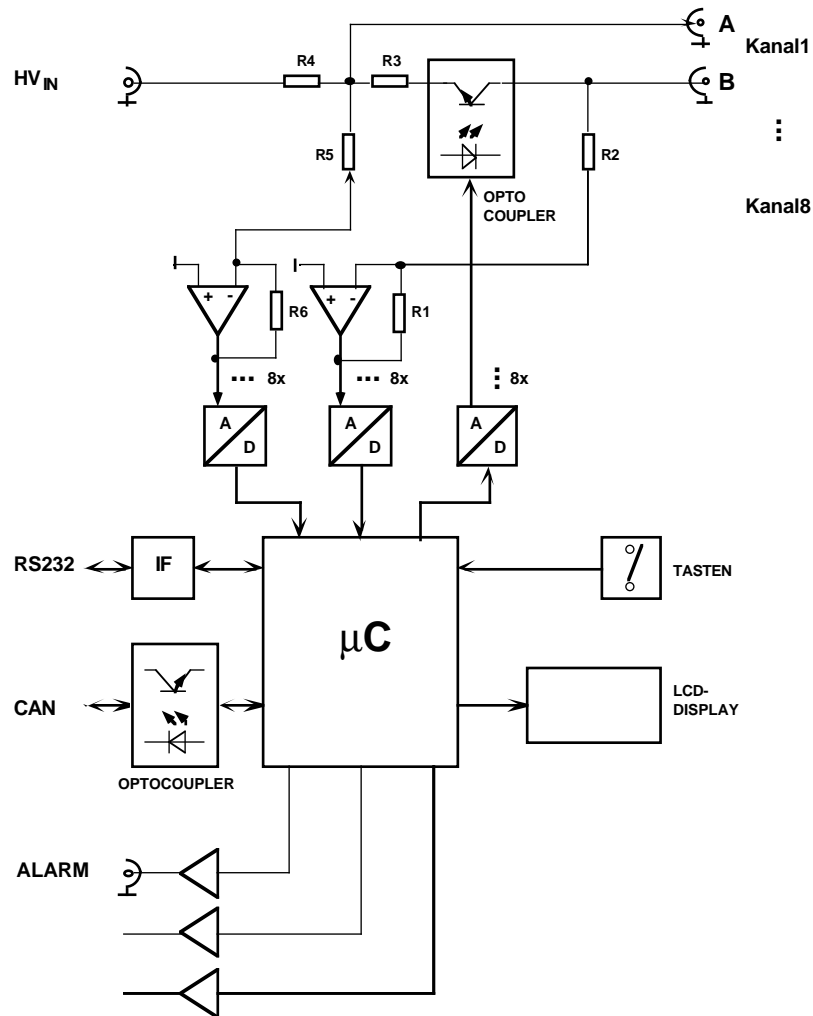 A
Kanal1
R4
R3
HV IN
B
R5
R2
OPTO
COUPLER
Kanal8
+ -
R6
+ -
R1
8x
8x
8x
A
D
A
D
A
D
RS232
IF
TASTEN
μC
CAN
LCD-
DISPLAY
OPTOCOUPLER
ALARM